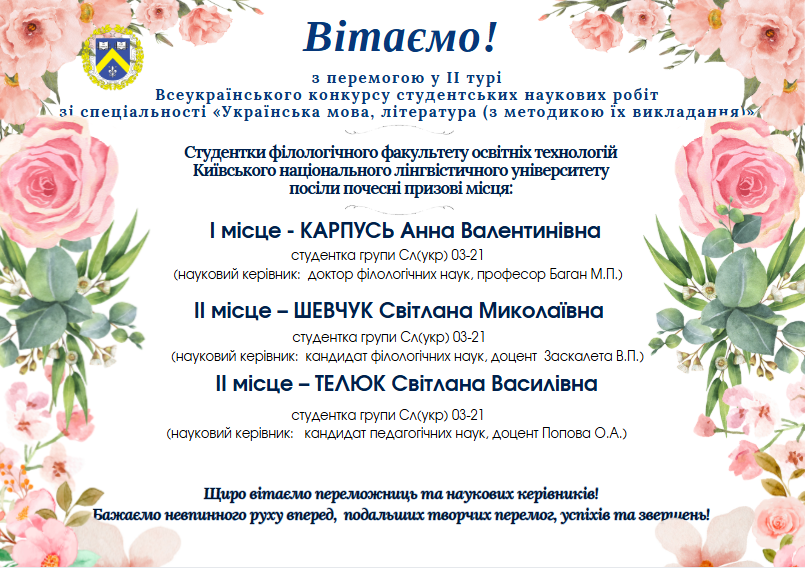 Вітаємо!
з перемогою у ІІ турі
Всеукраїнського конкурсу студентських наукових робіт
зі спеціальності «Українська мова, література (з методикою їх викладання)»
Студентки філологічного факультету освітніх технологій
Київського національного лінгвістичного університету
посіли почесні призові місця:
І місце - КАРПУСЬ Анна Валентинівна
студентка групи Сл(укр) 03-21
(науковий керівник: доктор філологічних наук, професор Баган М.П.)
ІІ місце – ШЕВЧУК Світлана Миколаївна
студентка групи Сл(укр) 03-21
(науковий керівник: кандидат філологічних наук, доцент Заскалета В.П.)
ІІ місце – ТЕЛЮК Світлана Василівна
студентка групи Сл(укр) 03-21
(науковий керівник: кандидат педагогічних наук, доцент Попова О.А.)
Щиро вітаємо переможниць та наукових керівників!
Бажаємо невпинного руху вперед, подальших творчих перемог, успіхів та звершень!